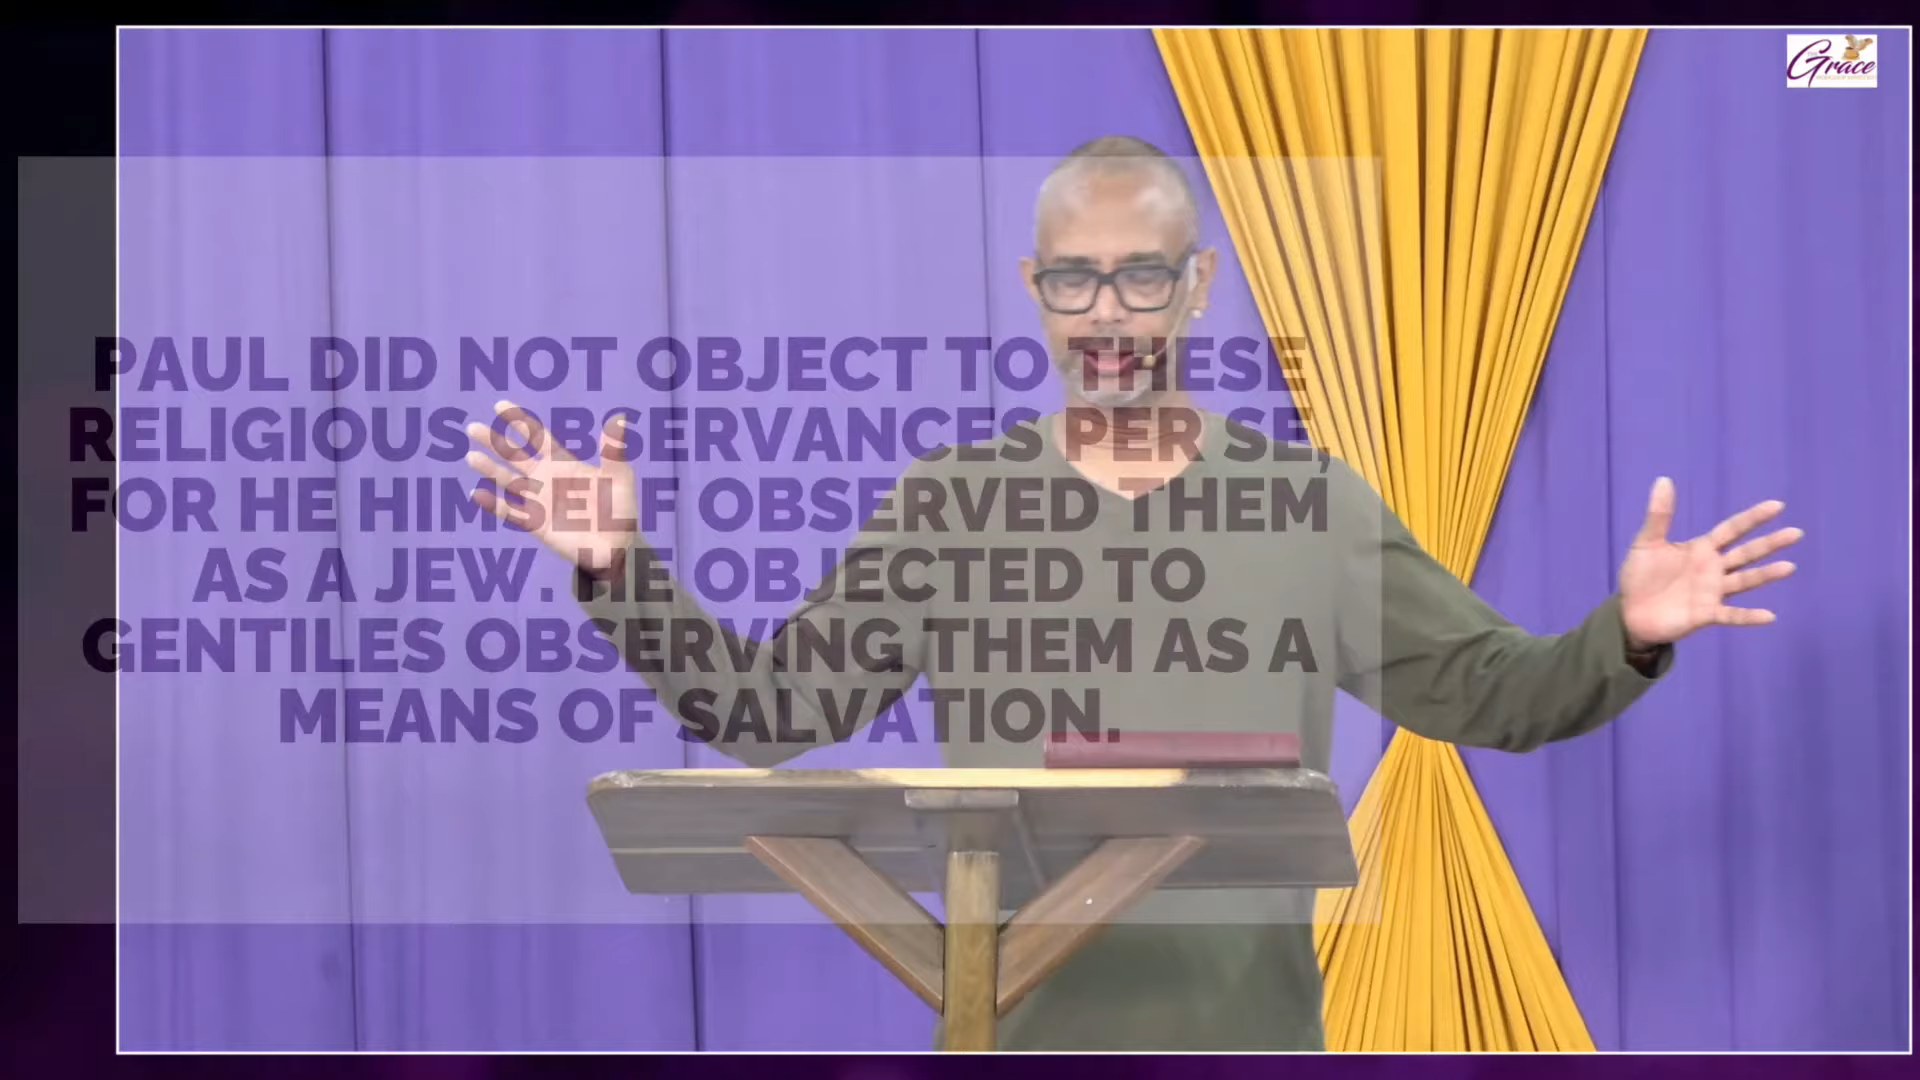 Grace
PAUL DID NOT OBJECT TO THESE
RELIGIOUS OBSERVANCES PER SE,
FOR HE HIMSELF OBSERVED THEM
AS A JEW. HE OBJECTED TO
GENTILES OBSERVING THEM AS A
MEANS OF SALVATION.